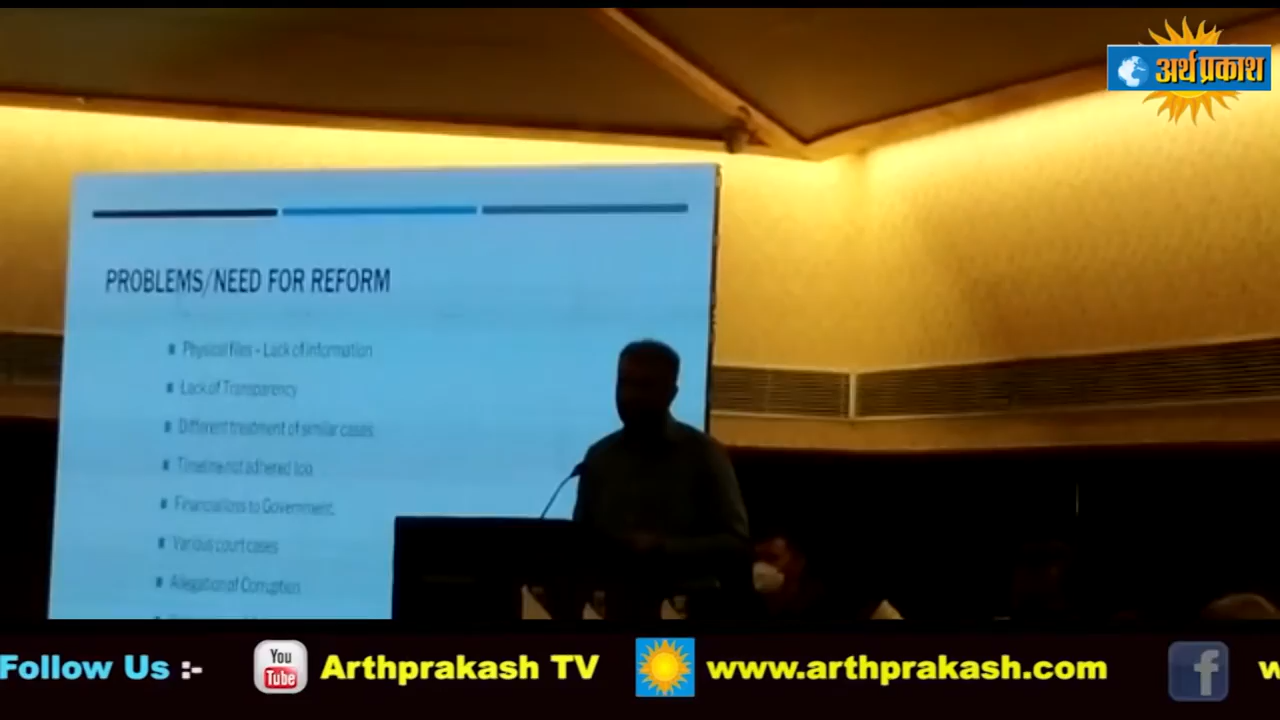 अर्थ प्रकाश
PROBLEMS/NEED FOR REFORM
Physical files - Lack of information
Lack of Transparency
Different treatment of similar cases
Timeline not adhered too
Financial loss to Government.
Various court cases
Allegation of Corruption
Follow Us :-
You Tube
Arthprakash TV
www.arthprakash.com
f
w